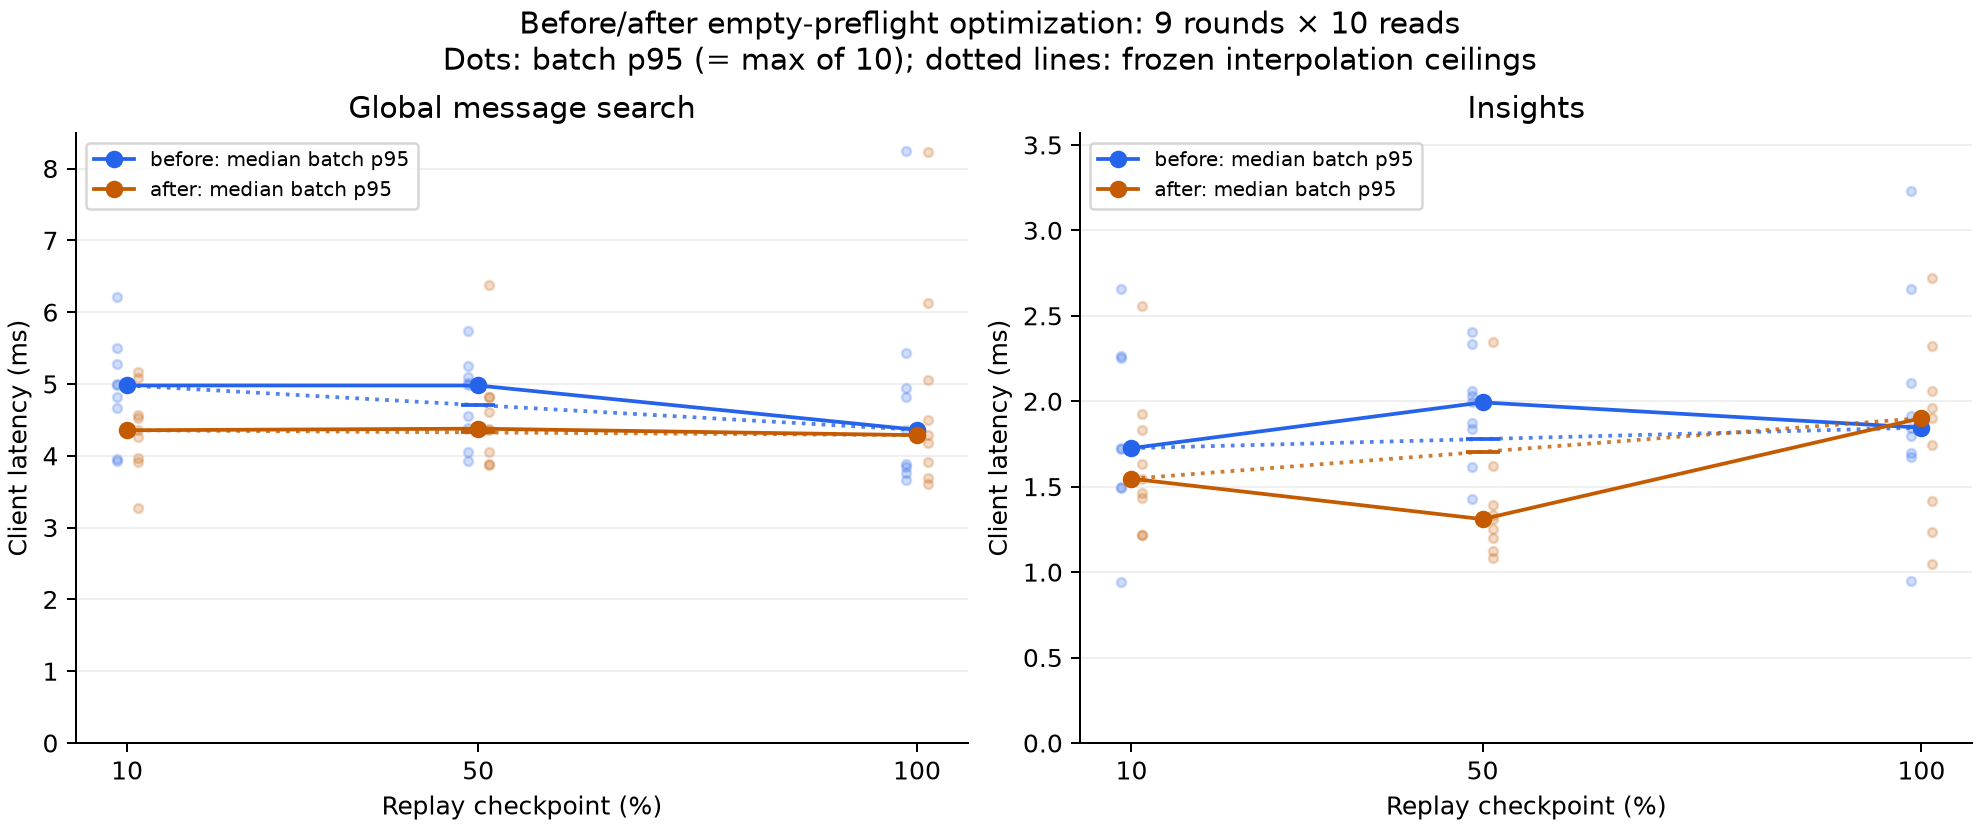 Before/after empty-preflight optimization: 9 rounds × 10 reads
Dots: batch p95 (= max of 10); dotted lines: frozen interpolation ceilings
Global message search
before: median batch p95
after: median batch p95
8
7
6
5
4
3
2
1
0
Client latency (ms)
10
50
100
Replay checkpoint (%)
Insights
before: median batch p95
after: median batch p95
3.5
3.0
2.5
2.0
1.5
1.0
0.5
0.0
Client latency (ms)
10
50
100
Replay checkpoint (%)